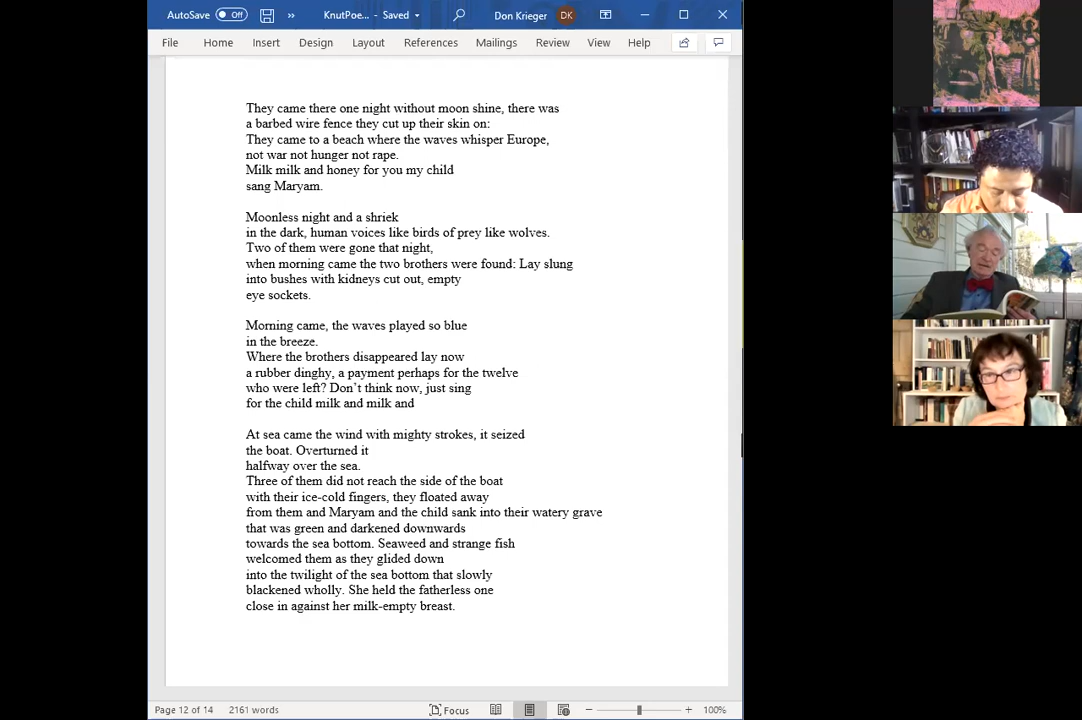 AutoSave Off KnutPoe... - Saved Don Krieger DK
File Home Insert Design Layout References Mailings Review View Help
They came there one night without moon shine, there was
a barbed wire fence they cut up their skin on:
They came to a beach where the waves whisper Europe,
not war not hunger not rape.
Milk milk and honey for you my child
sang Maryam.
Moonless night and a shriek
in the dark, human voices like birds of prey like wolves.
Two of them were gone that night,
when morning came the two brothers were found: Lay slung
into bushes with kidneys cut out, empty
eye sockets.
Morning came, the waves played so blue
in the breeze.
Where the brothers disappeared lay now
a rubber dinghy, a payment perhaps for the twelve
who were left? Don't think now, just sing
for the child milk and milk and
At sea came the wind with mighty strokes, it seized
the boat. Overturned it
halfway over the sea.
Three of them did not reach the side of the boat
with their ice-cold fingers, they floated away
from them and Maryam and the child sank into their watery grave
that was green and darkened downwards
towards the sea bottom. Seaweed and strange fish
welcomed them as they glided down
into the twilight of the sea bottom that slowly
blackened wholly. She held the fatherless one
close in against her milk-empty breast.
Page 12 of 14 2161 words Focus 100%